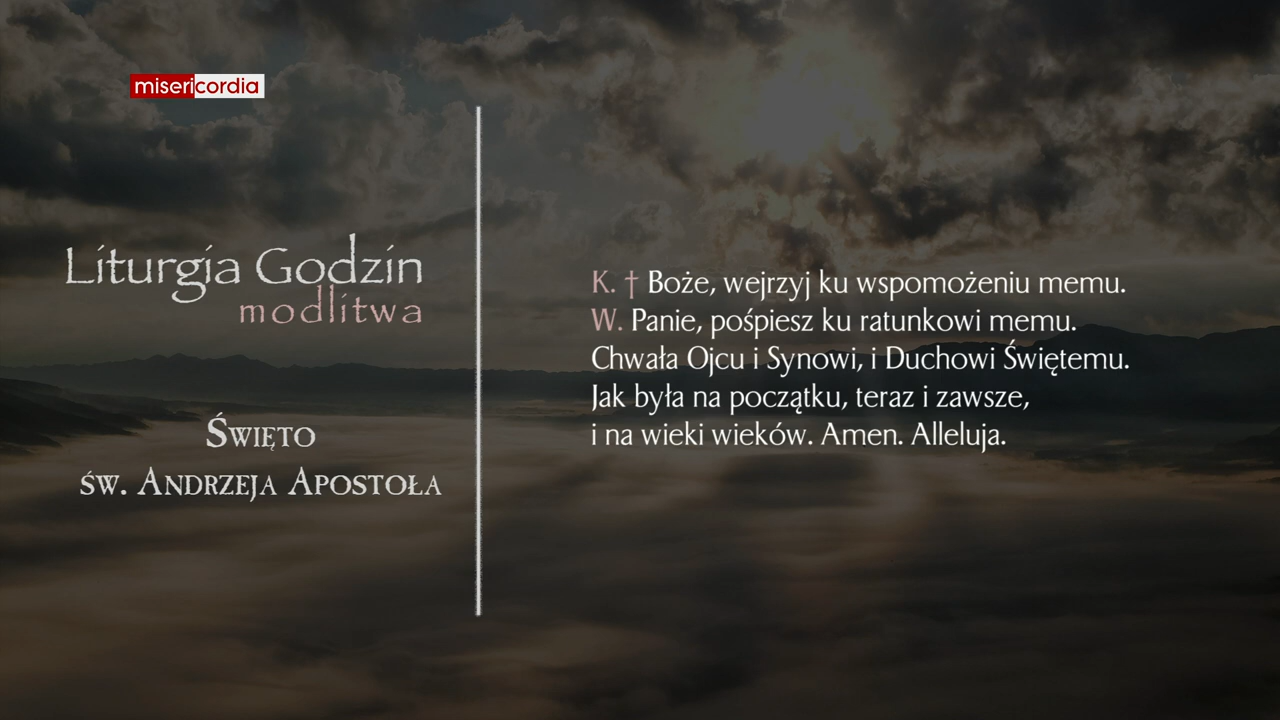 misericordia
Liturgia Godzin
modlitwa
Święto
św. Andrzeja Apostoła
K. † Boże, wejrzyj ku wspomożeniu memu.
W. Panie, pośpiesz ku ratunkowi memu.
Chwała Ojcu i Synowi, i Duchowi Świętemu.
Jak była na początku, teraz i zawsze,
i na wieki wieków. Amen. Alleluja.